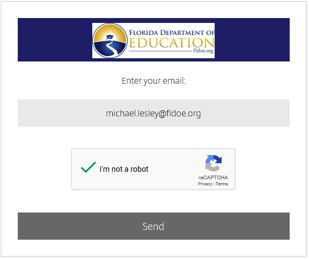 FLORIDA DEPARTMENT OF
EDUCATION
fldoe.org
Enter your email:
michael.lesley@fldoe.org
I'm not a robot
reCAPTCHA
Privacy - Terms
Send